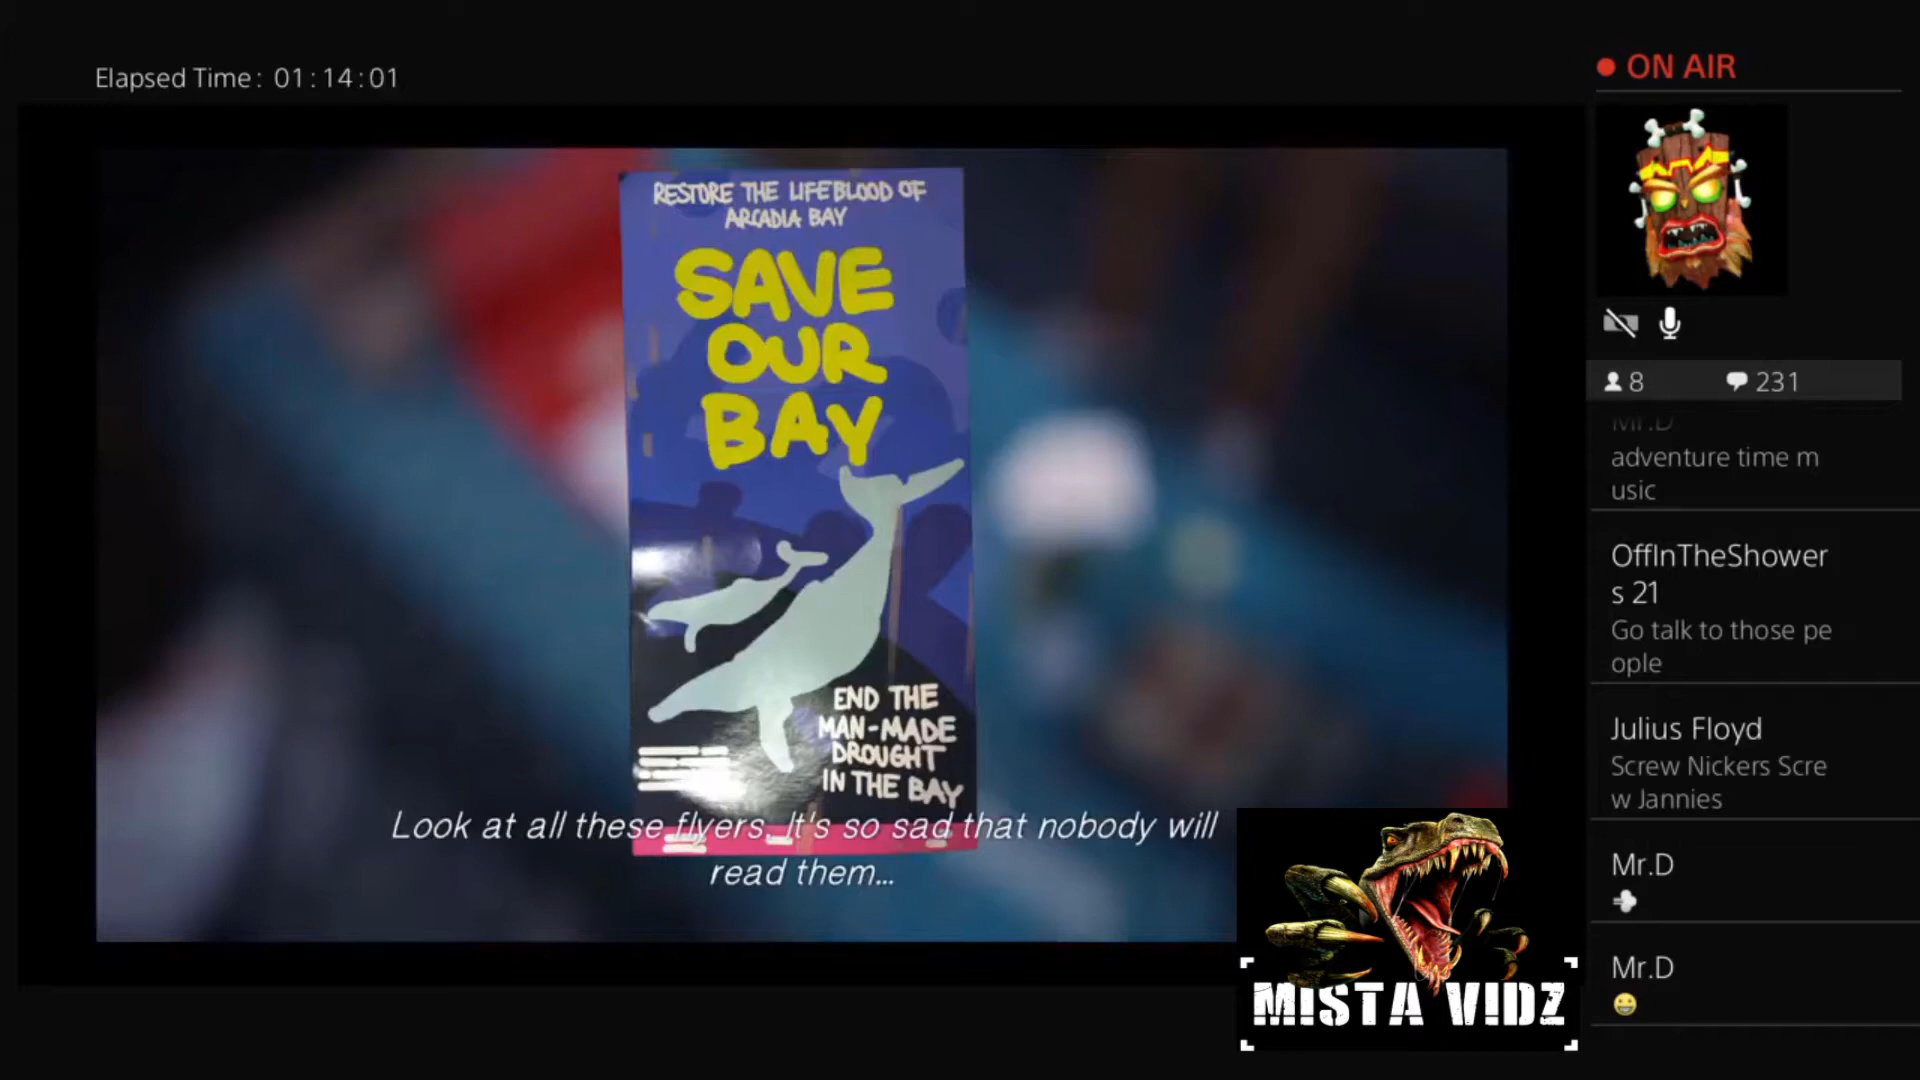 Elapsed Time: 01:14:01
ON AIR
RESTORE THE LIFEBLOOD OF
ARCADIA BAY
SAVE
OUR
BAY
END THE
MAN-MADE
DROUGHT
IN THE BAY
Look at all these flyers. It's so sad that nobody will
read them...
8
231
Mr.D
adventure time m
usic
OffInTheShower
s 21
Go talk to those pe
ople
Julius Floyd
Screw Nickers Scre
w Jannies
Mr.D
Mr.D
MISTA VIDZ